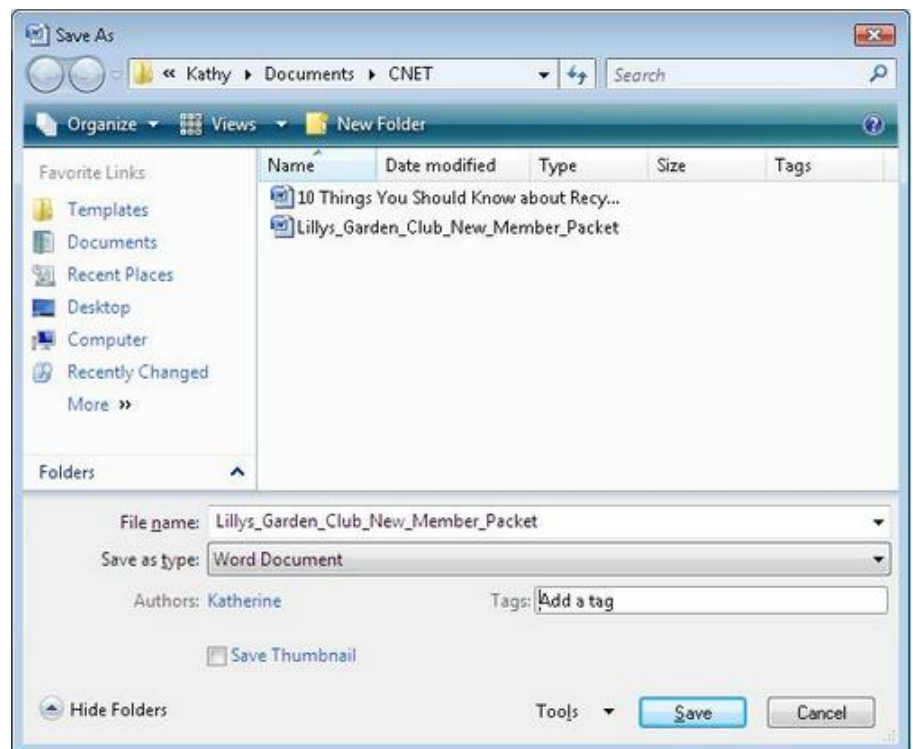 Save As
« Kathy ▸ Documents ▸ CNET Search
Organize Views New Folder
Favorite Links
Templates
Documents
Recent Places
Desktop
Computer
Recently Changed
More »
Folders
Name Date modified Type Size Tags
10 Things You Should Know about Recy...
Lillys_Garden_Club_New_Member_Packet
File name: Lillys_Garden_Club_New_Member_Packet
Save as type: Word Document
Authors: Katherine Tags: Add a tag
Save Thumbnail
Hide Folders Tools Save Cancel